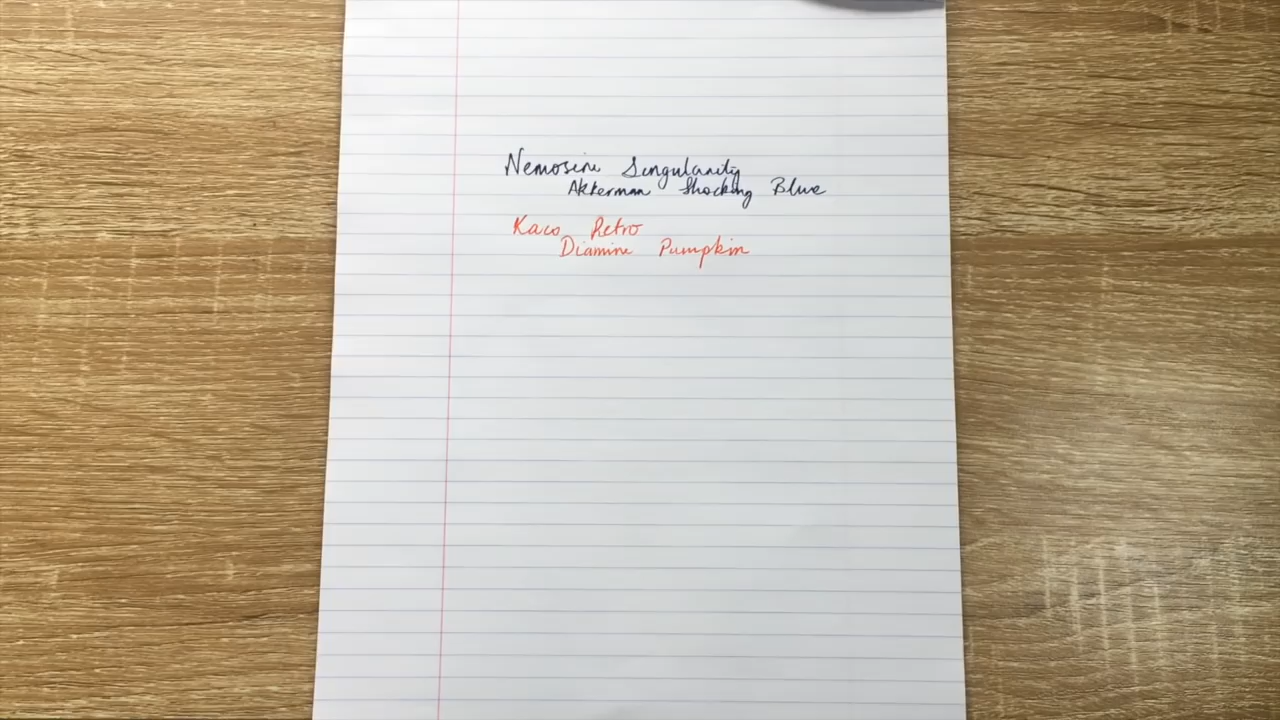 Nemosine Singularity
Akkerman Shocking Blue
Kaco Retro
Diamine Pumpkin